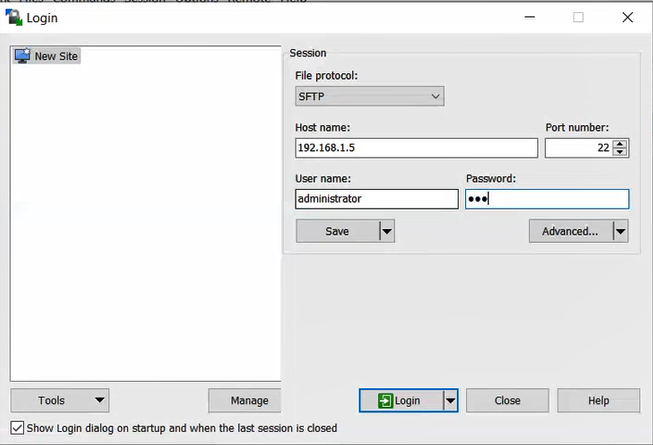 Login
New Site
Session
File protocol:
SFTP
Host name: Port number:
192.168.1.5 22
User name: Password:
administrator ●●●
Save Advanced...
Tools Manage Login Close Help
Show Login dialog on startup and when the last session is closed